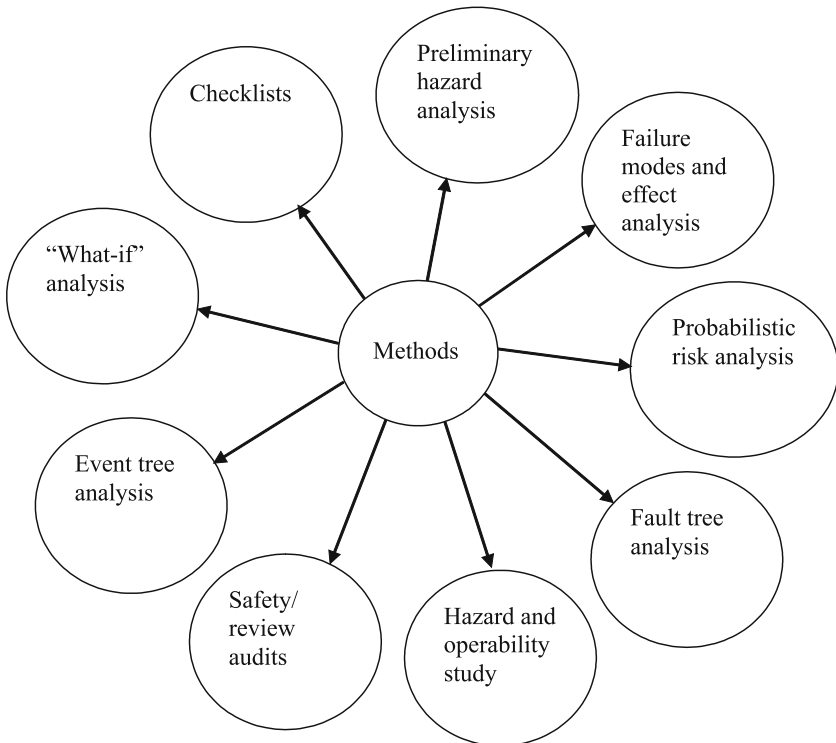 Checklists
Preliminary
hazard
analysis
Failure
modes and
effect
analysis
“What-if”
analysis
Probabilistic
risk analysis
Methods
Event tree
analysis
Fault tree
analysis
Safety/
review
audits
Hazard and
operability
study